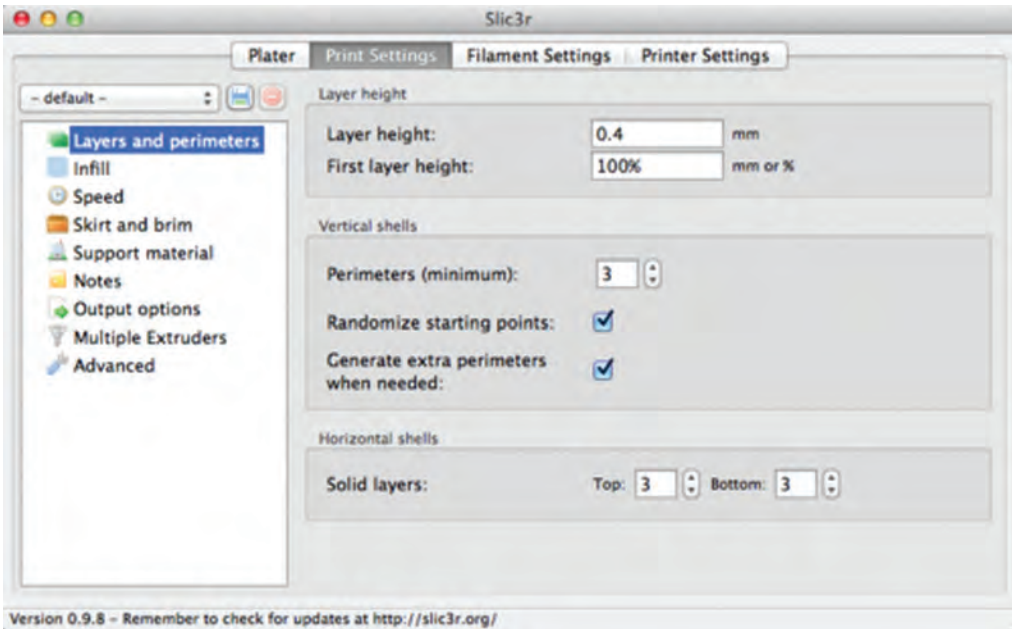 Slic3r
Plater Print Settings Filament Settings Printer Settings
- default -
Layers and perimeters
Infill
Speed
Skirt and brim
Support material
Notes
Output options
Multiple Extruders
Advanced
Layer height
Layer height: 0.4 mm
First layer height: 100% mm or %
Vertical shells
Perimeters (minimum): 3
Randomize starting points:
Generate extra perimeters
when needed:
Horizontal shells
Solid layers: Top: 3 Bottom: 3
Version 0.9.8 – Remember to check for updates at http://slic3r.org/